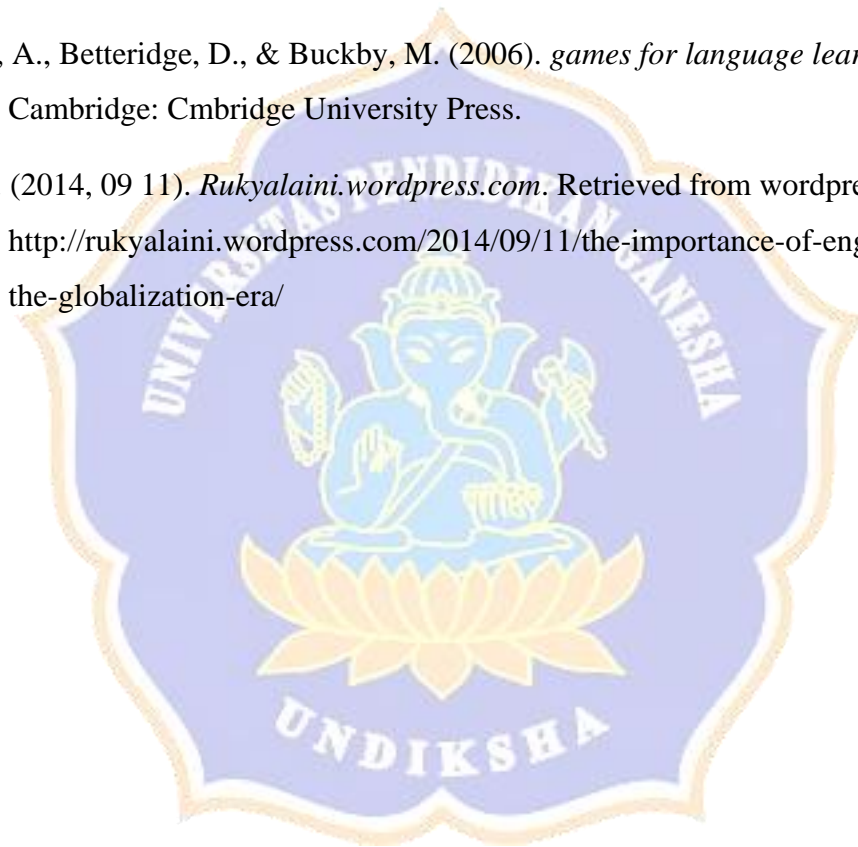 , A., Betteridge, D., & Buckby, M. (2006). games for language lear
Cambridge: Cmbridge University Press.
(2014, 09 11). Rukyalaini.wordpress.com. Retrieved from wordpre
http://rukyalaini.wordpress.com/2014/09/11/the-importance-of-eng
the-globalization-era/
UNIVERSITAS PENDIDIKAN GANESHA
UNDIKSHA